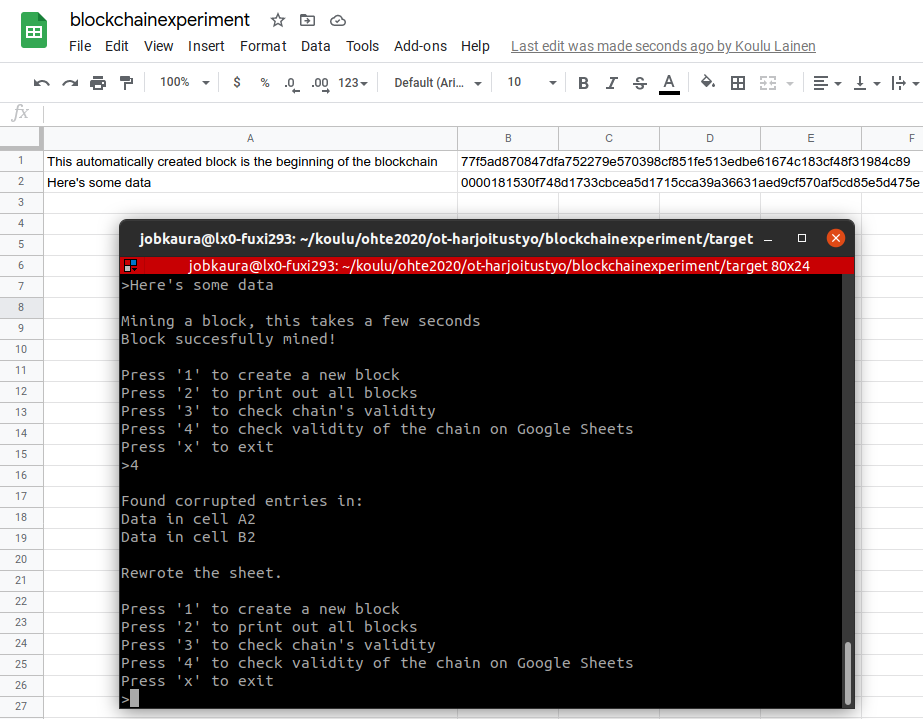 blockchainexperiment
File Edit View Insert Format Data Tools Add-ons Help Last edit was made seconds ago by Koulu Lainen
100% $ % .0 .00 123 Default (Ari... 10 B I S A
fx
A B C D E F
1 This automatically created block is the beginning of the blockchain 77f5ad870847dfa752279e570398cf851fe513edbe61674c183cf48f31984c89
2 Here's some data 0000181530f748d1733cbcea5d1715cca39a36631aed9cf570af5cd85e5d475e
3
4
5
6
7
8
9
10
11
12
13
14
15
16
17
18
19
20
21
22
23
24
25
26
27
jobkaura@lx0-fuxi293: ~/koulu/ohte2020/ot-harjoitustyo/blockchainexperiment/target
jobkaura@lx0-fuxi293: ~/koulu/ohte2020/ot-harjoitustyo/blockchainexperiment/target 80x24
>Here's some data
Mining a block, this takes a few seconds
Block succesfully mined!
Press '1' to create a new block
Press '2' to print out all blocks
Press '3' to check chain's validity
Press '4' to check validity of the chain on Google Sheets
Press 'x' to exit
>4
Found corrupted entries in:
Data in cell A2
Data in cell B2
Rewrote the sheet.
Press '1' to create a new block
Press '2' to print out all blocks
Press '3' to check chain's validity
Press '4' to check validity of the chain on Google Sheets
Press 'x' to exit
>